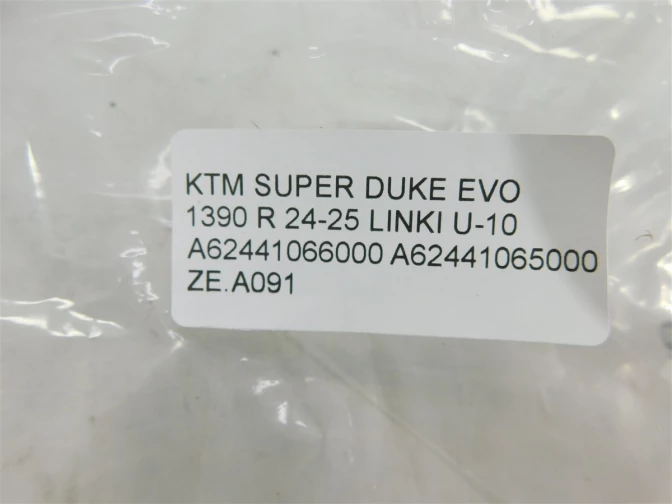 KTM SUPER DUKE EVO
1390 R 24-25 LINKI U-10
A62441066000 A62441065000
ZE.A091